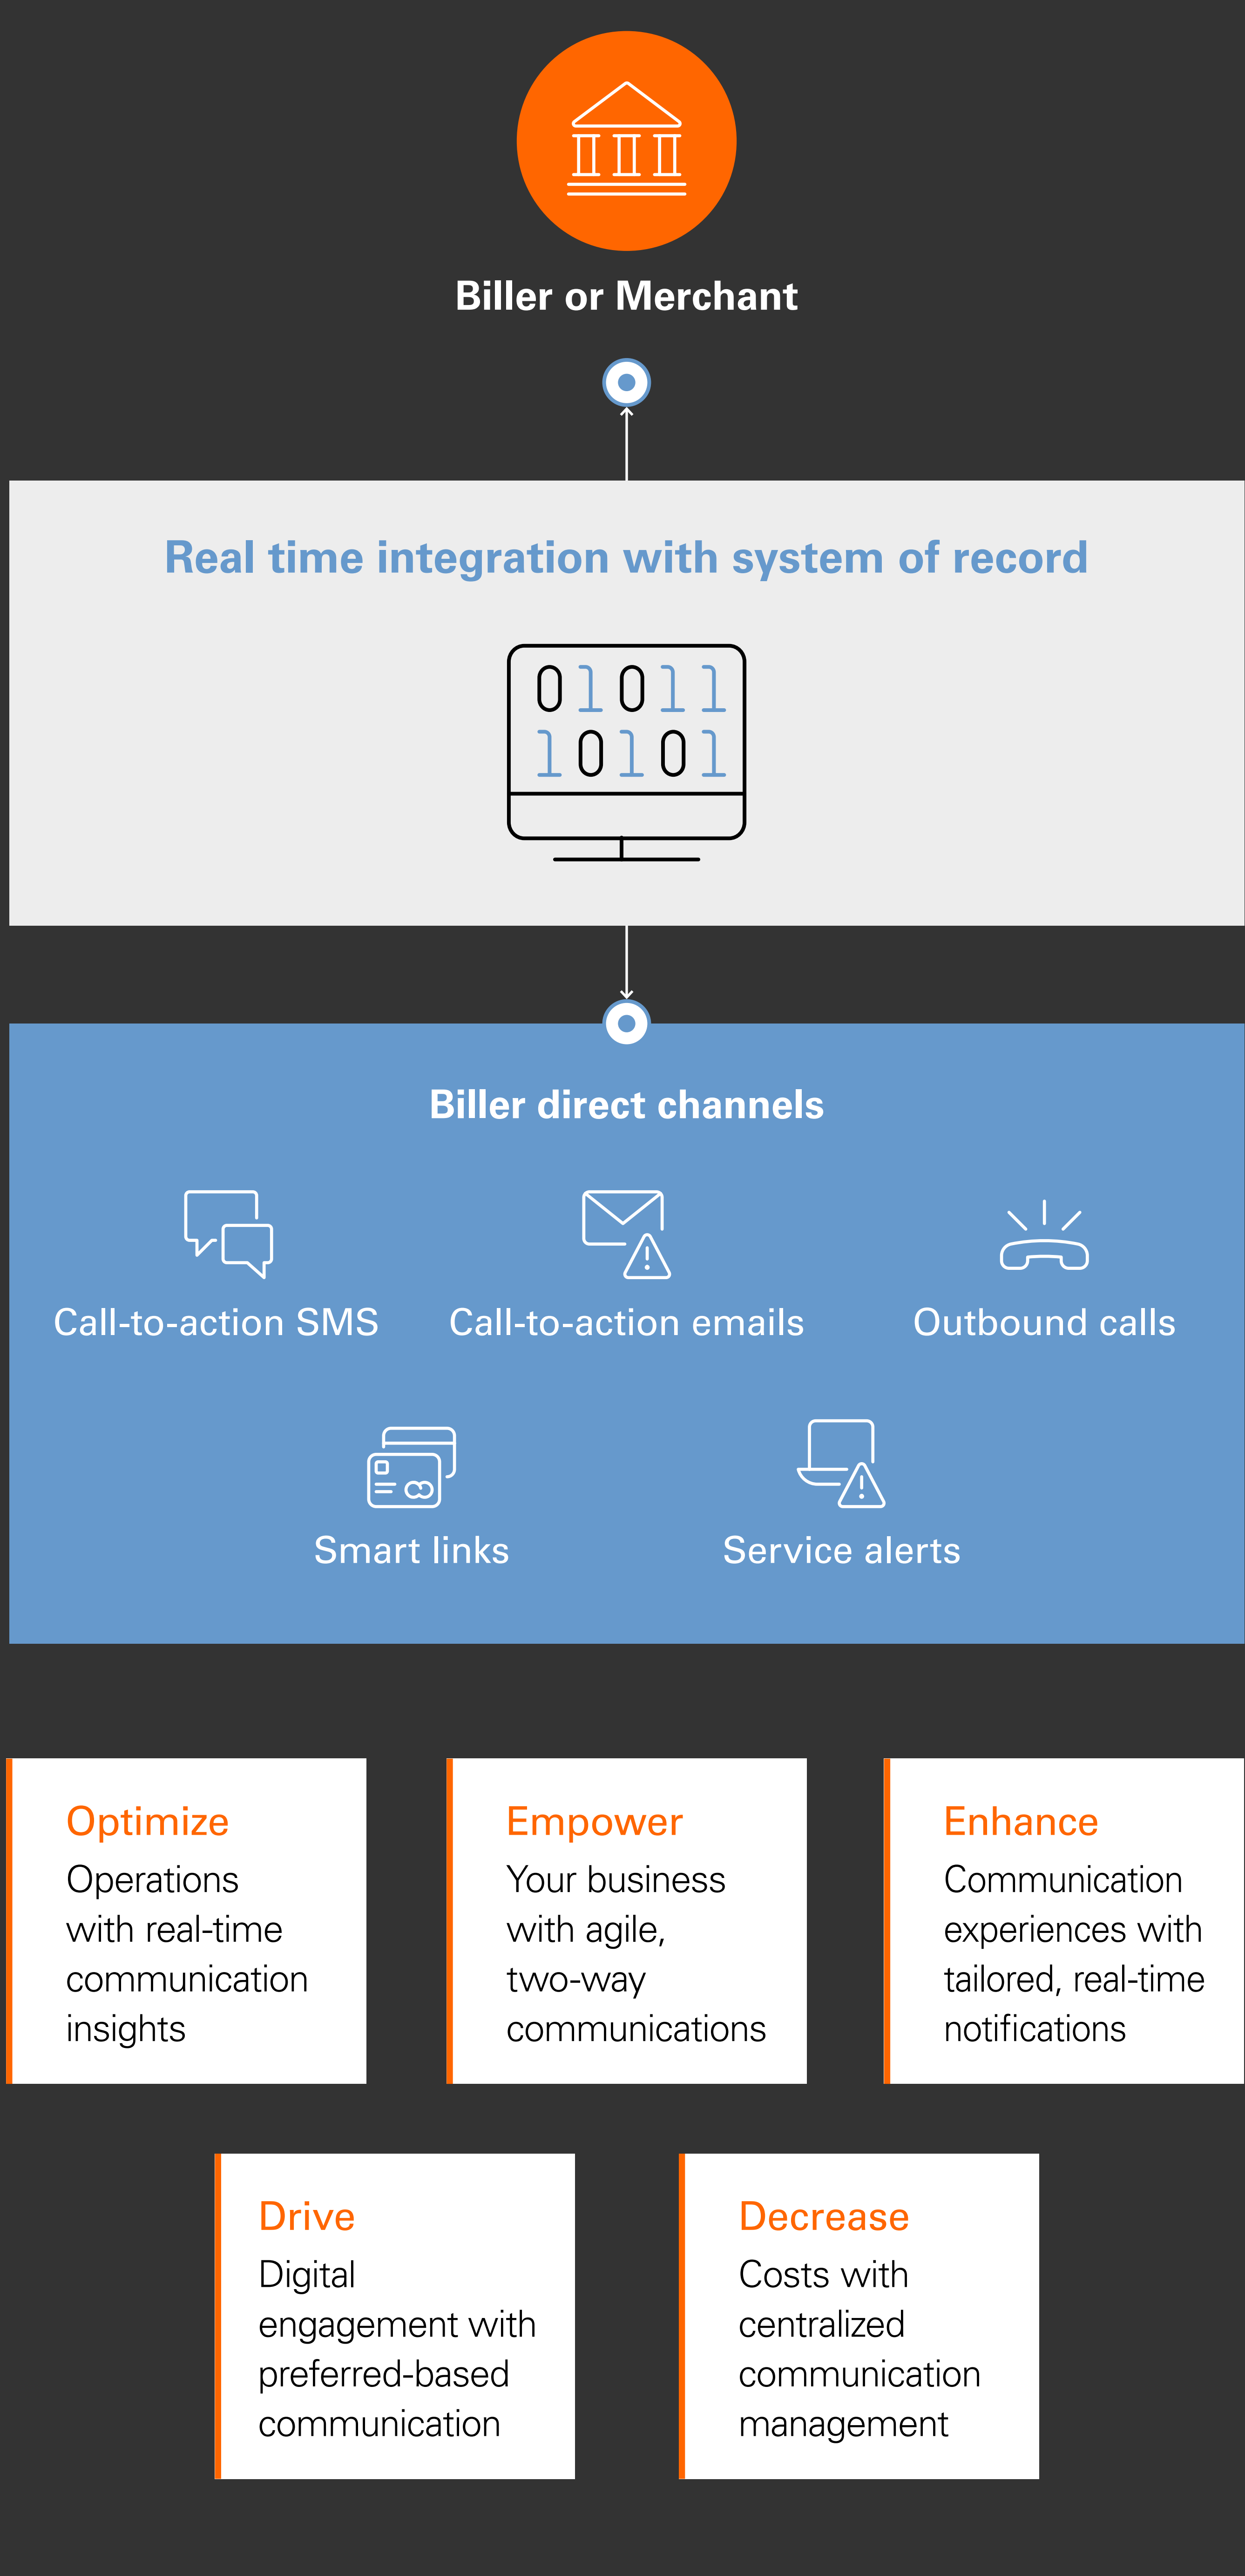 Biller or Merchant
Real time integration with system of record
01011
10101
Biller direct channels
Call-to-action SMS
Call-to-action emails
Outbound calls
Smart links
Service alerts
Optimize
Operations
with real-time
communication
insights
Empower
Your business
with agile,
two-way
communications
Enhance
Communication
experiences with
tailored, real-time
notifications
Drive
Digital
engagement with
preferred-based
communication
Decrease
Costs with
centralized
communication
management